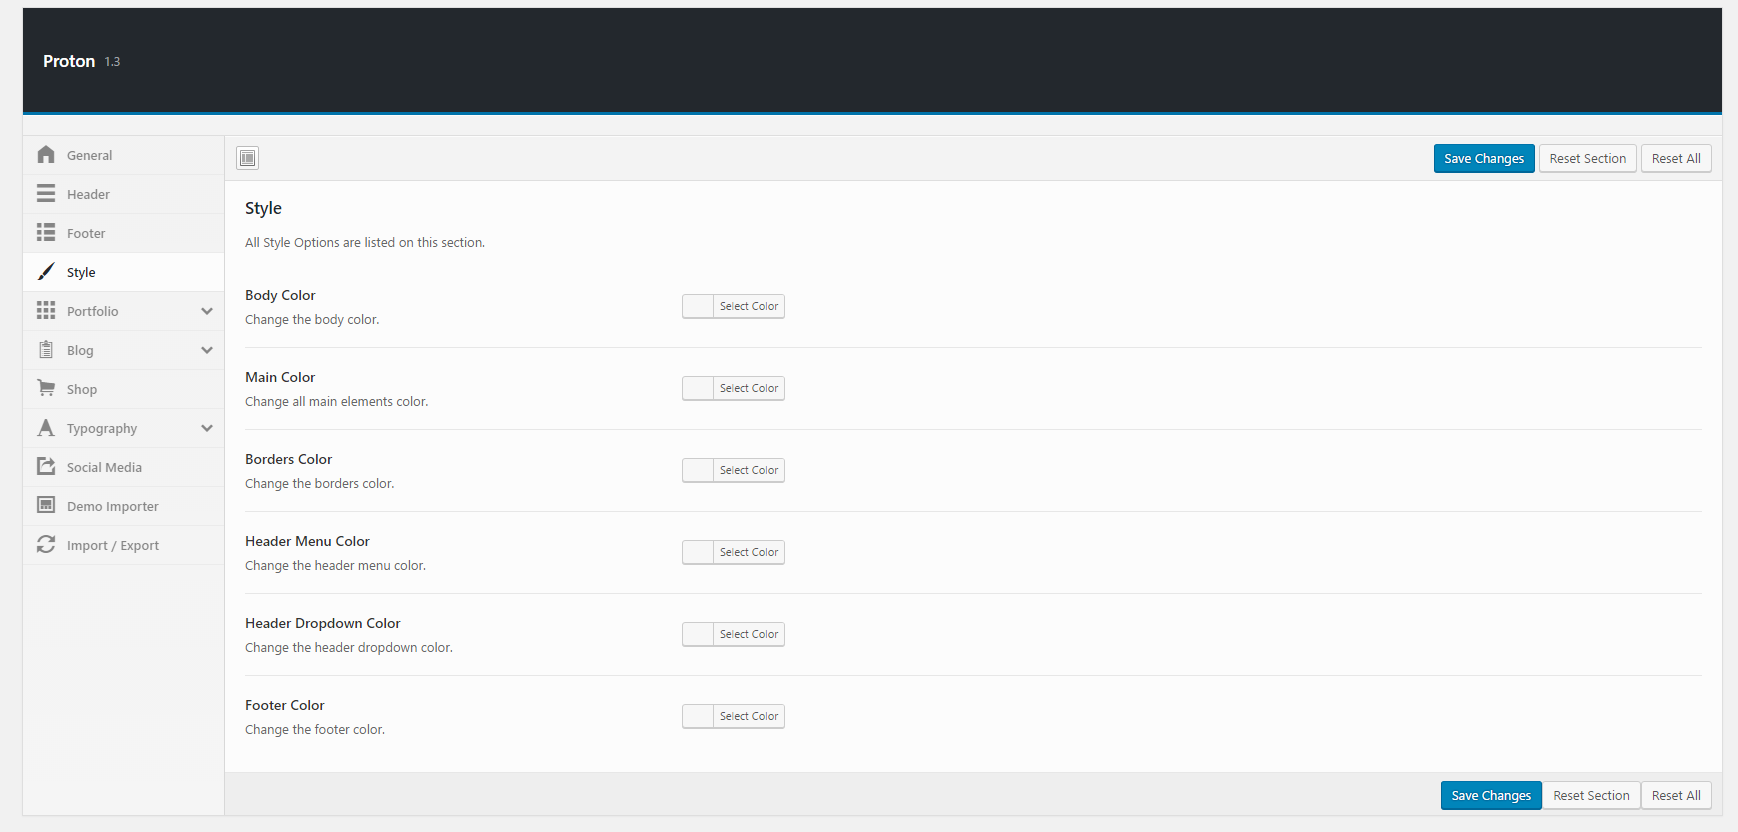 Proton 1.3
General
Header
Footer
Style
Portfolio
Blog
Shop
Typography
Social Media
Demo Importer
Import / Export
Save Changes Reset Section Reset All
Style
All Style Options are listed on this section.
Body Color
Change the body color.
Select Color
Main Color
Change all main elements color.
Select Color
Borders Color
Change the borders color.
Select Color
Header Menu Color
Change the header menu color.
Select Color
Header Dropdown Color
Change the header dropdown color.
Select Color
Footer Color
Change the footer color.
Select Color
Save Changes Reset Section Reset All